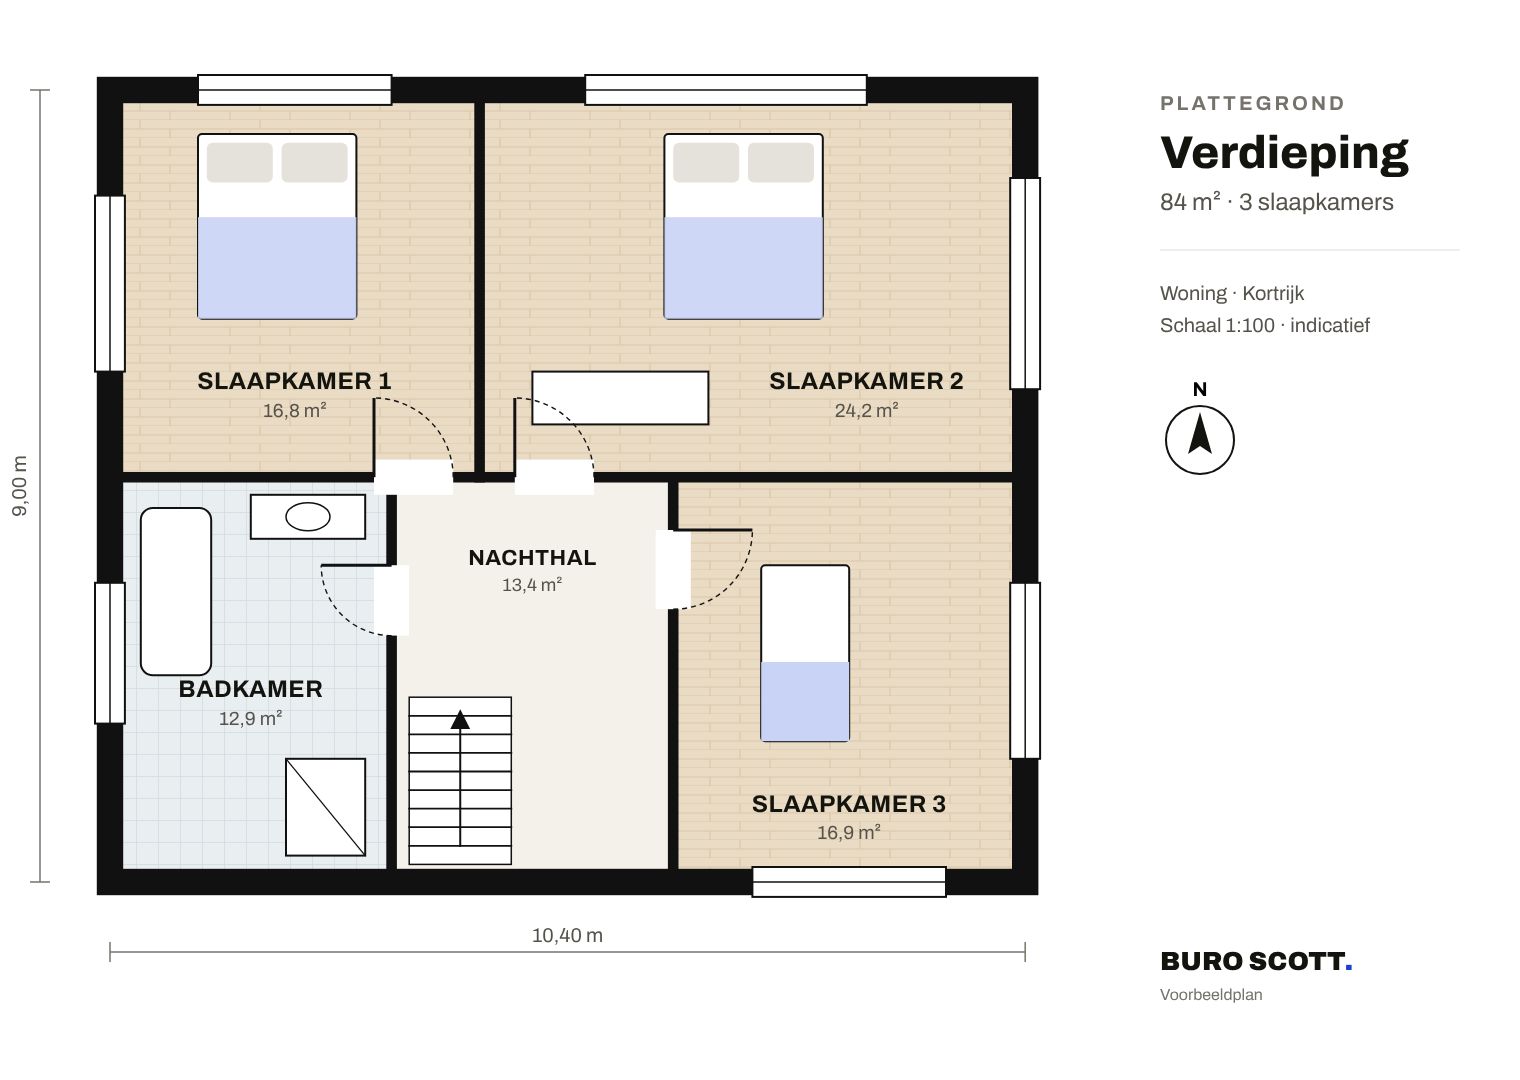 PLATTEGROND
Verdieping
84 m² · 3 slaapkamers
Woning · Kortrijk
Schaal 1:100 · indicatief
N
SLAAPKAMER 1
16,8 m²
SLAAPKAMER 2
24,2 m²
9,00 m
NACHTHAL
13,4 m²
BADKAMER
12,9 m²
SLAAPKAMER 3
16,9 m²
10,40 m
BURO SCOTT.
Voorbeeldplan